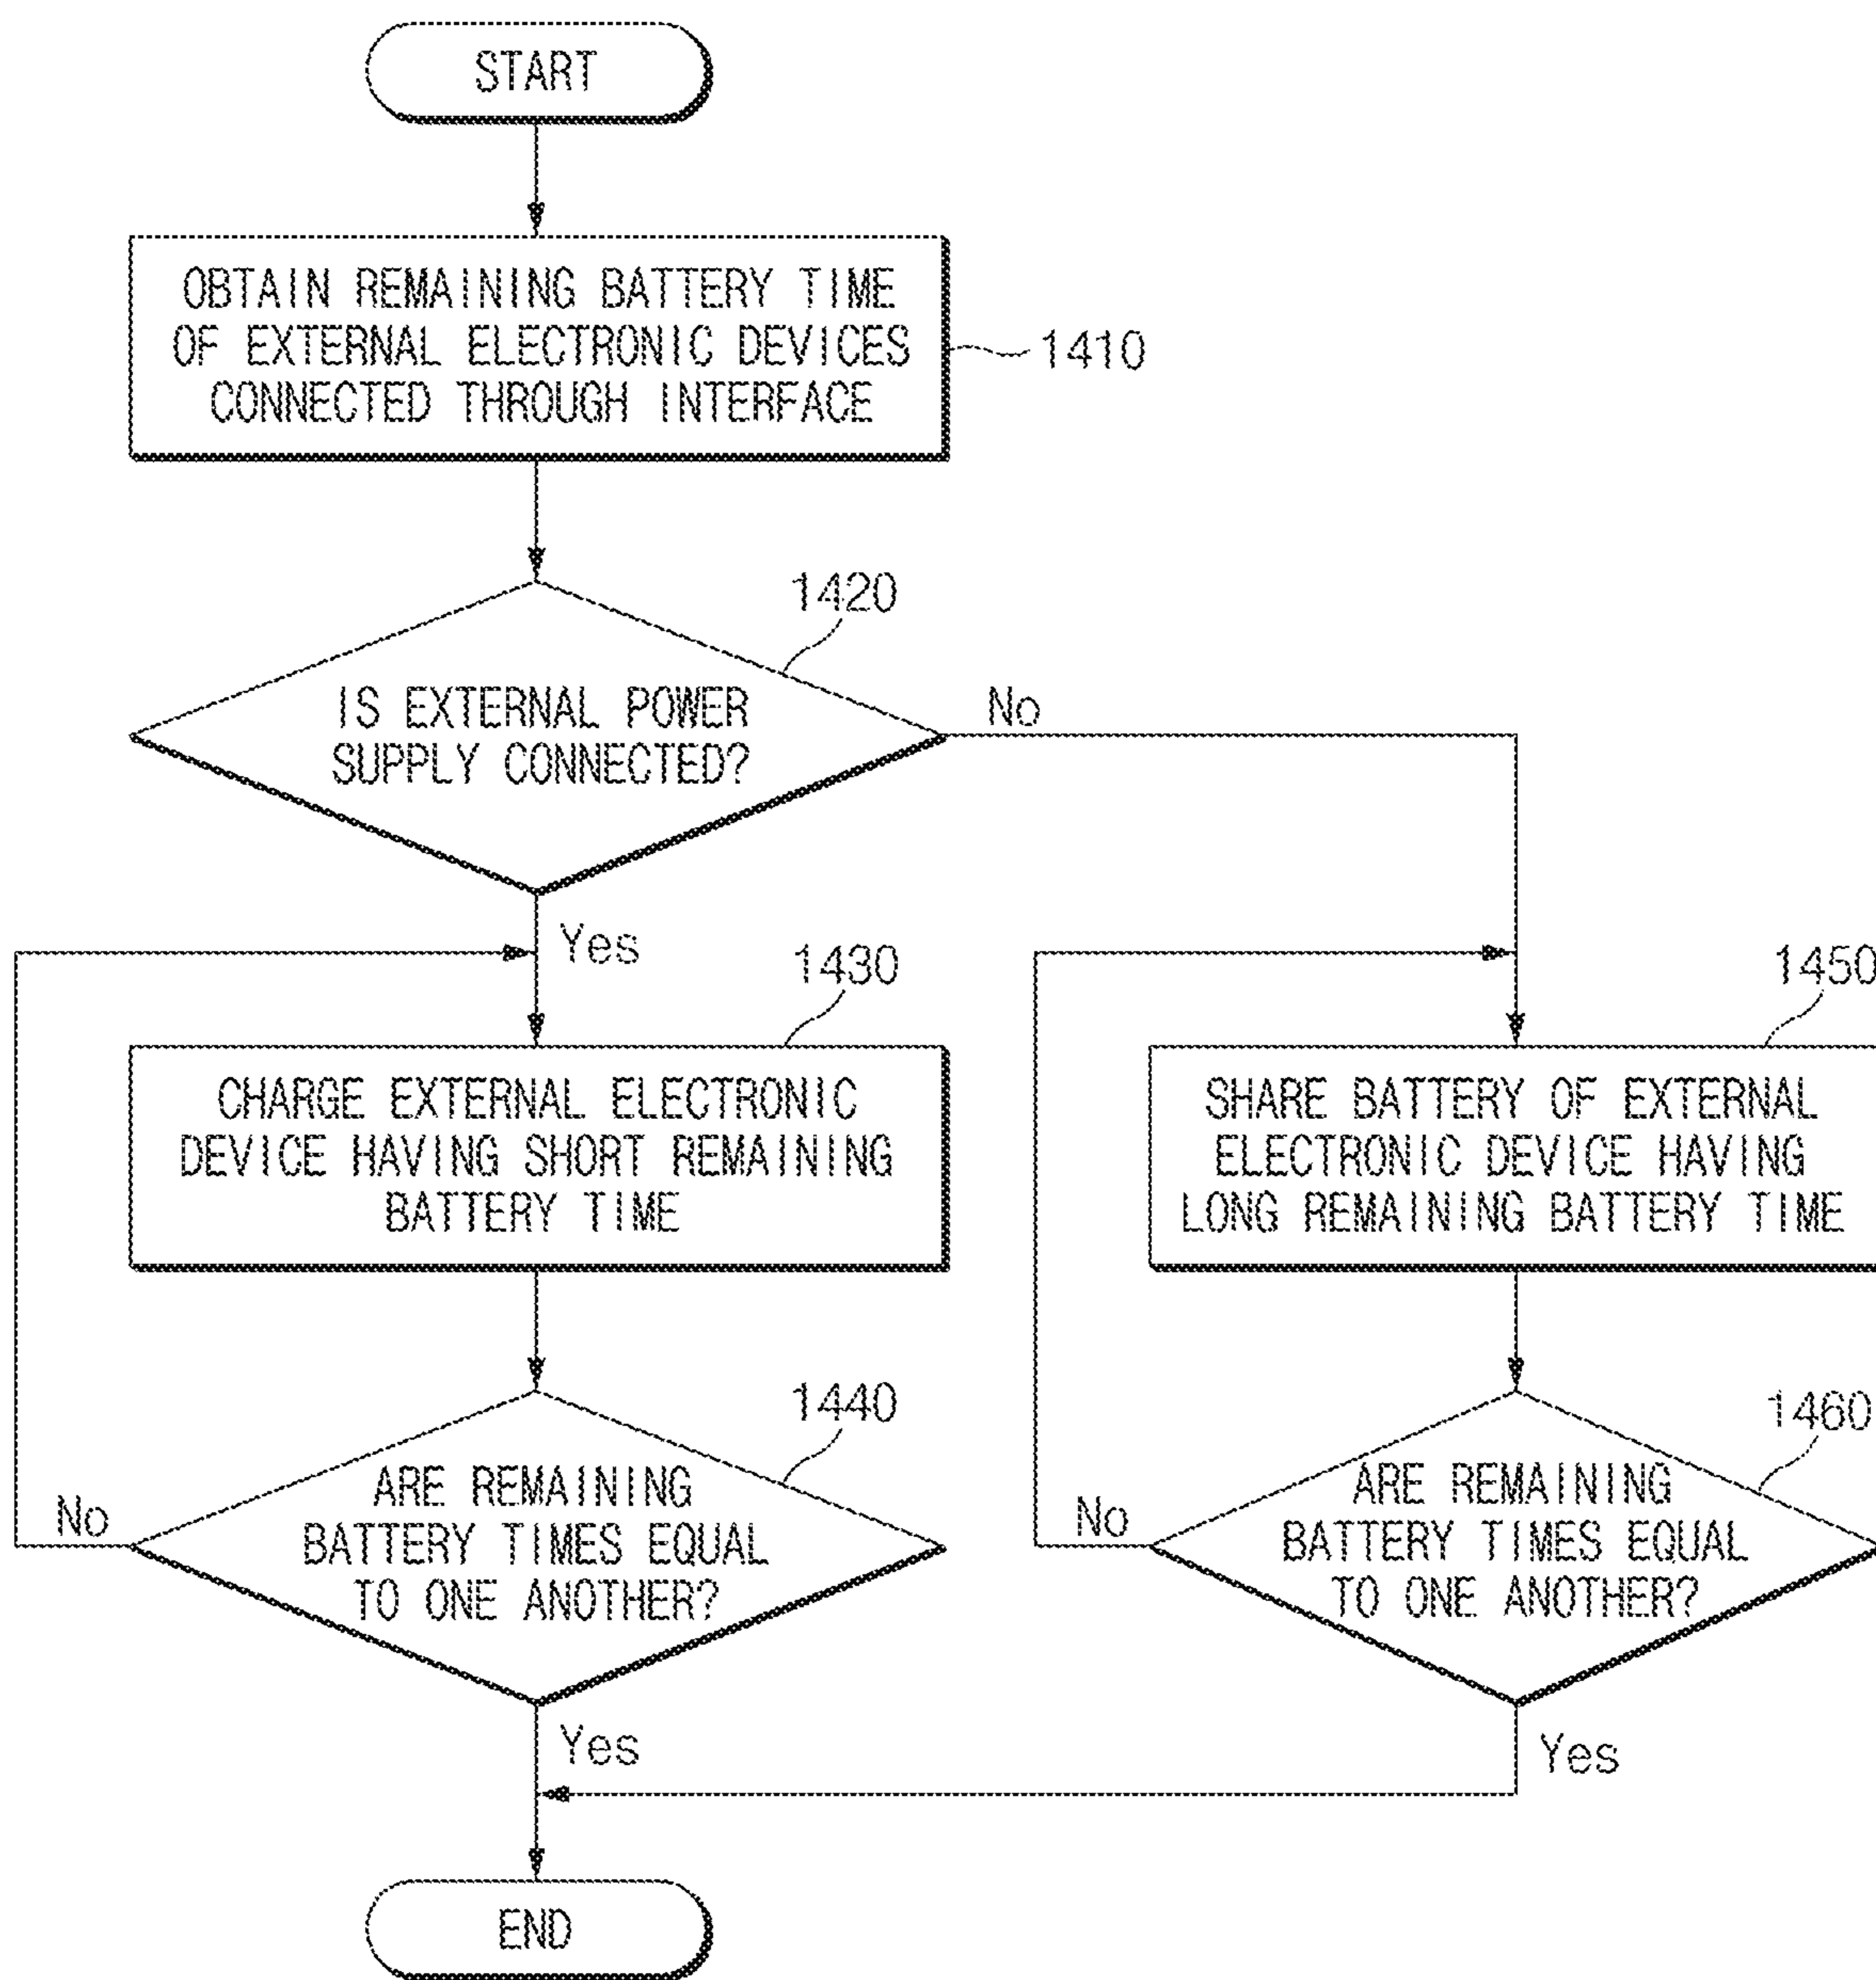 START
OBTAIN REMAINING BATTERY TIME
OF EXTERNAL ELECTRONIC DEVICES
CONNECTED THROUGH INTERFACE
1410
1420
IS EXTERNAL POWER
SUPPLY CONNECTED?
No
Yes
1430
CHARGE EXTERNAL ELECTRONIC
DEVICE HAVING SHORT REMAINING
BATTERY TIME
1440
ARE REMAINING
BATTERY TIMES EQUAL
TO ONE ANOTHER?
No
Yes
1450
SHARE BATTERY OF EXTERNAL
ELECTRONIC DEVICE HAVING
LONG REMAINING BATTERY TIME
1460
ARE REMAINING
BATTERY TIMES EQUAL
TO ONE ANOTHER?
No
Yes
END